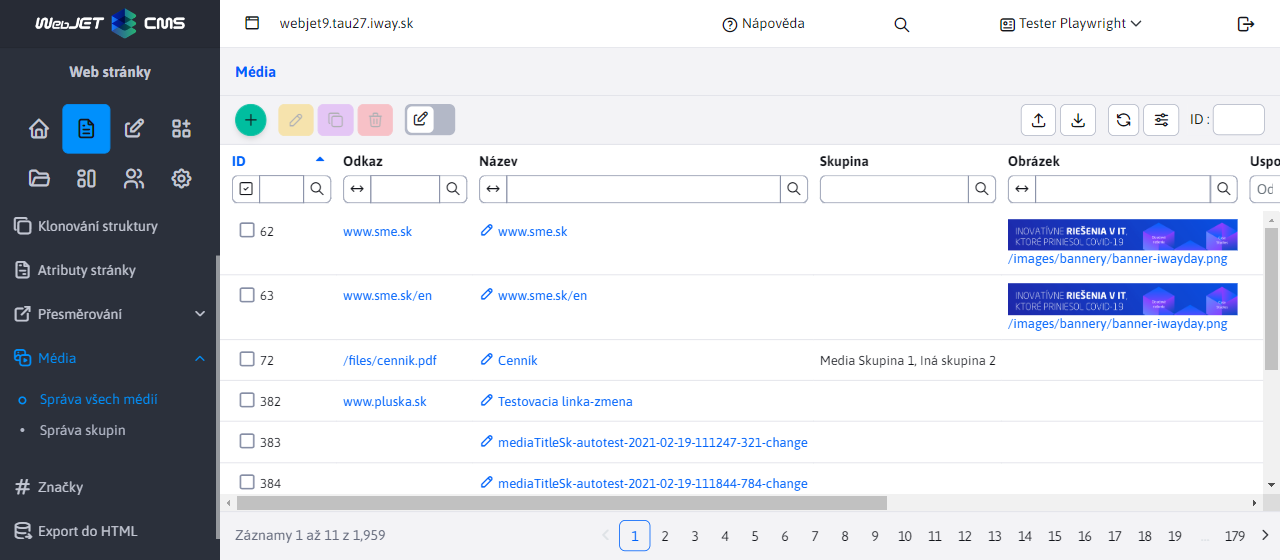 WebJET CMS
webjet9.tau27.iway.sk
Nápověda
Tester Playwright
Web stránky
Klonování struktury
Atributy stránky
Přesměrování
Média
Správa všech médií
Správa skupin
Značky
Export do HTML
Média
ID :
ID Odkaz Název Skupina Obrázek Uspo
Od
62 www.sme.sk www.sme.sk
INOVATÍVNE RIEŠENIA V IT,
KTORÉ PRINIESOL COVID-19
/images/bannery/banner-iwayday.png
63 www.sme.sk/en www.sme.sk/en
INOVATÍVNE RIEŠENIA V IT,
KTORÉ PRINIESOL COVID-19
/images/bannery/banner-iwayday.png
72 /files/cennik.pdf Cenník Media Skupina 1, Iná skupina 2
382 www.pluska.sk Testovacia linka-zmena
383 mediaTitleSk-autotest-2021-02-19-111247-321-change
384 mediaTitleSk-autotest-2021-02-19-111844-784-change
Záznamy 1 až 11 z 1,959
1 2 3 4 5 6 7 8 9 10 11 12 13 14 15 16 17 18 19 ... 179